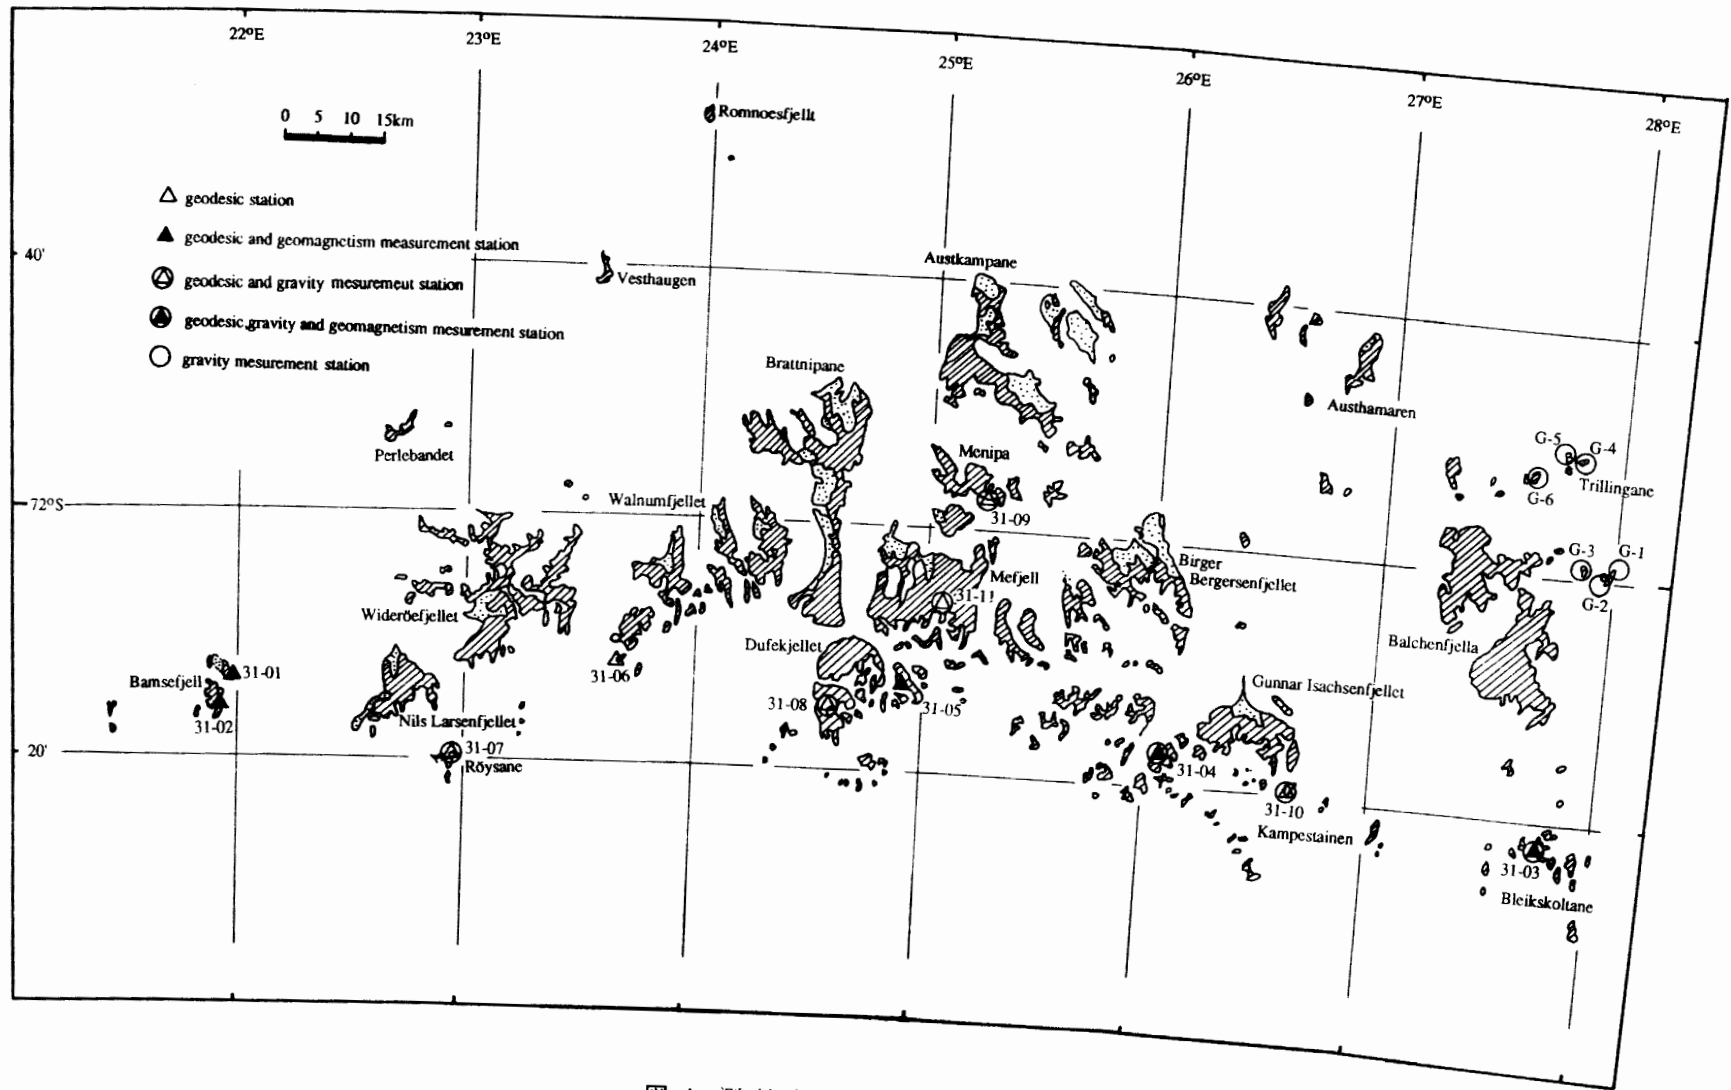 22°E
23°E
24°E
25°E
26°E
27°E
28°E
0 5 10 15km
Romnoesfjellt
geodesic station
geodesic and geomagnetism measurement station
geodesic and gravity mesuremeut station
geodesic,gravity and geomagnetism mesurement station
gravity mesurement station
40'
Vesthaugen
Austkampane
Brattnipane
Austhamaren
Perlebandet
Menipa
G-5
G-4
G-6
Trillingane
72°S
Walnumfjellet
31-09
Birger
Bergersenfjellet
Mefjell
31-11
G-3
G-1
G-2
Wideröefjellet
Dufekjellet
Balchenfjella
31-06
31-01
Bamsefjell
31-02
Gunnar Isachsenfjellet
31-08
31-05
Nils Larsenfjellet
20'
31-07
Röysane
31-04
31-10
Kampestainen
31-03
Bleikskoltane